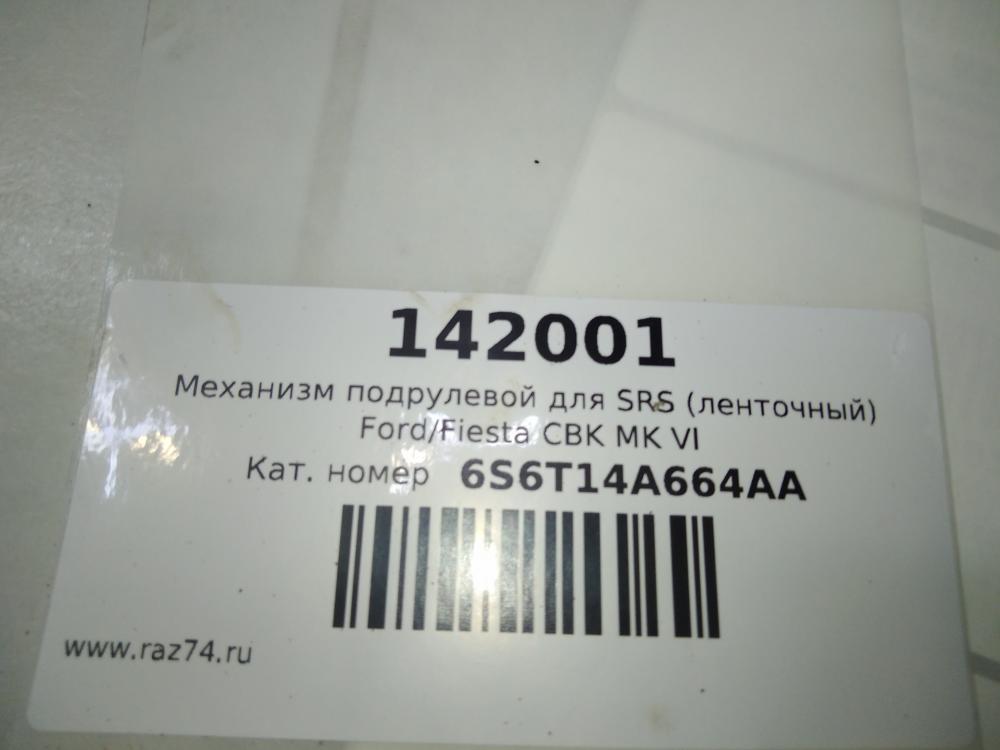 142001
Механизм подрулевой для SRS (ленточный)
Ford/Fiesta CBK MK VI
Кат. номер 6S6T14A664AA
www.raz74.ru